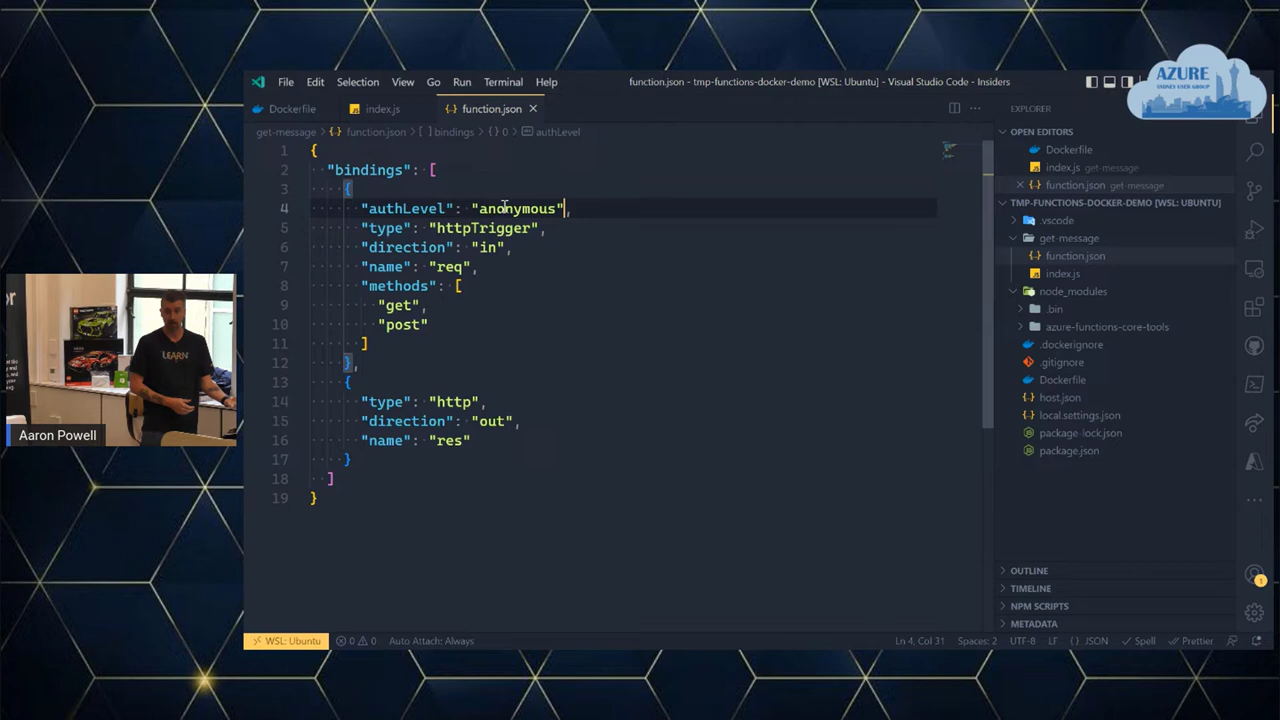 AZURE
SYDNEY USER GROUP
File Edit Selection View Go Run Terminal Help
function.json - tmp-functions-docker-demo [WSL: Ubuntu] - Visual Studio Code - Insiders
Dockerfile index.js function.json
get-message > function.json > [ ] bindings > {} 0 > authLevel
1 {
2 "bindings": [
3 {
4 "authLevel": "anonymous",
5 "type": "httpTrigger",
6 "direction": "in",
7 "name": "req",
8 "methods": [
9 "get",
10 "post"
11 ]
12 },
13 {
14 "type": "http",
15 "direction": "out",
16 "name": "res"
17 }
18 ]
19 }
EXPLORER
OPEN EDITORS
Dockerfile
index.js get-message
function.json get-message
TMP-FUNCTIONS-DOCKER-DEMO [WSL: UBUNTU]
.vscode
get-message
function.json
index.js
node_modules
.bin
azure-functions-core-tools
.dockerignore
.gitignore
Dockerfile
host.json
local.settings.json
package-lock.json
package.json
OUTLINE
TIMELINE
NPM SCRIPTS
METADATA
1
WSL: Ubuntu 0 0 Auto Attach: Always Ln 4, Col 31 Spaces: 2 UTF-8 LF {} JSON Spell Prettier
LEARN
Aaron Powell